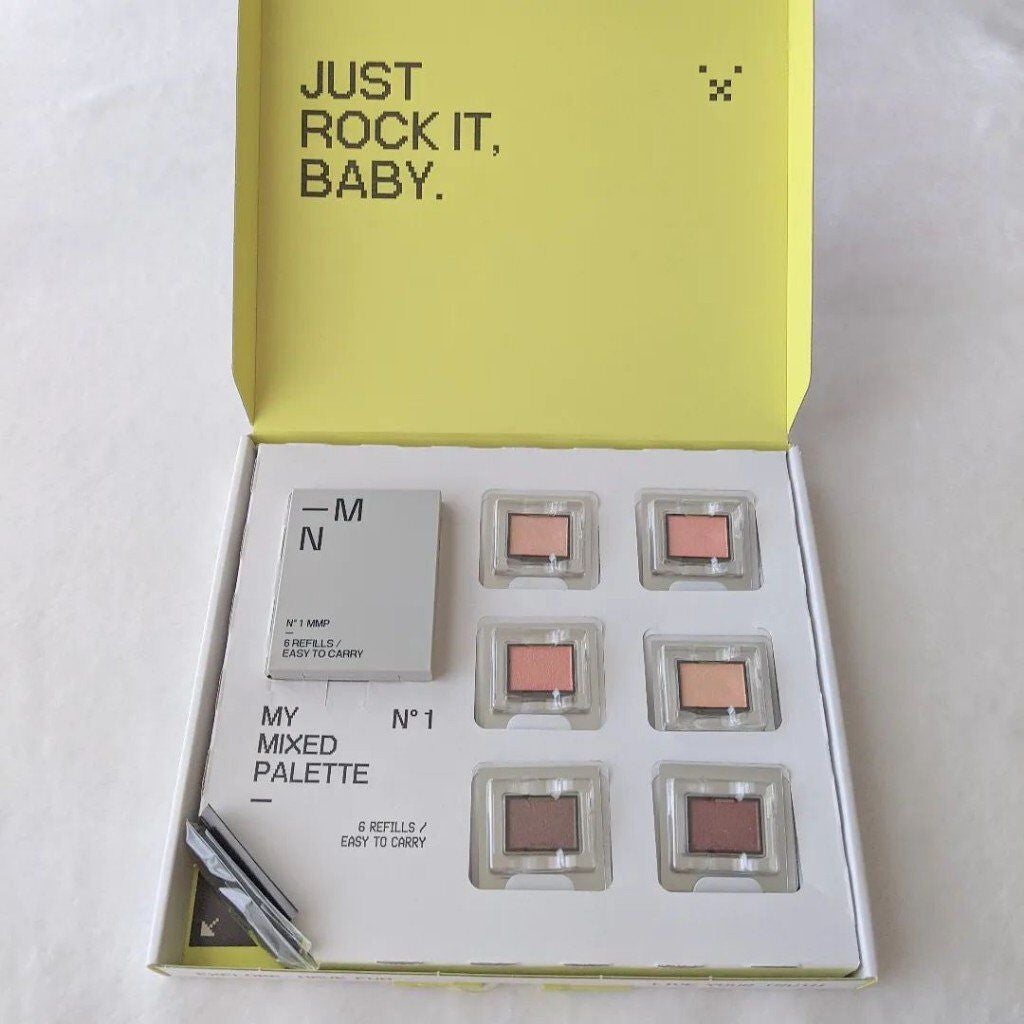 JUST
ROCK IT,
BABY.
—M
N
N°1 MMP
—
6 REFILLS /
EASY TO CARRY
MY N°1
MIXED
PALETTE
—
6 REFILLS /
EASY TO CARRY